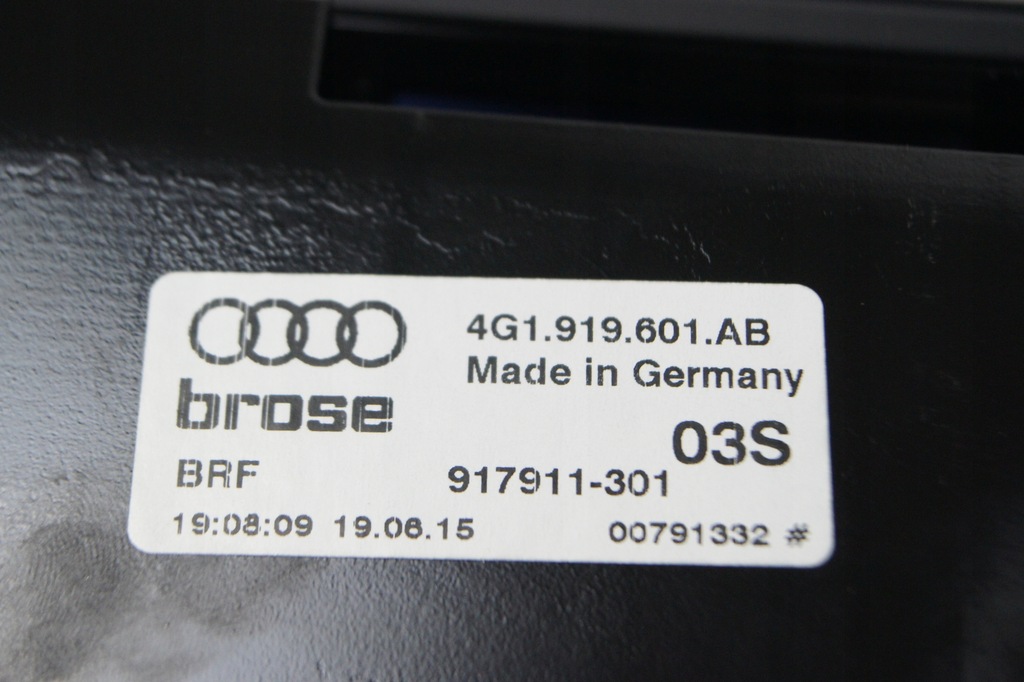 4G1.919.601.AB
Made in Germany
brose
03S
BRF 917911-301
19:08:09 19.06.15 00791332 #